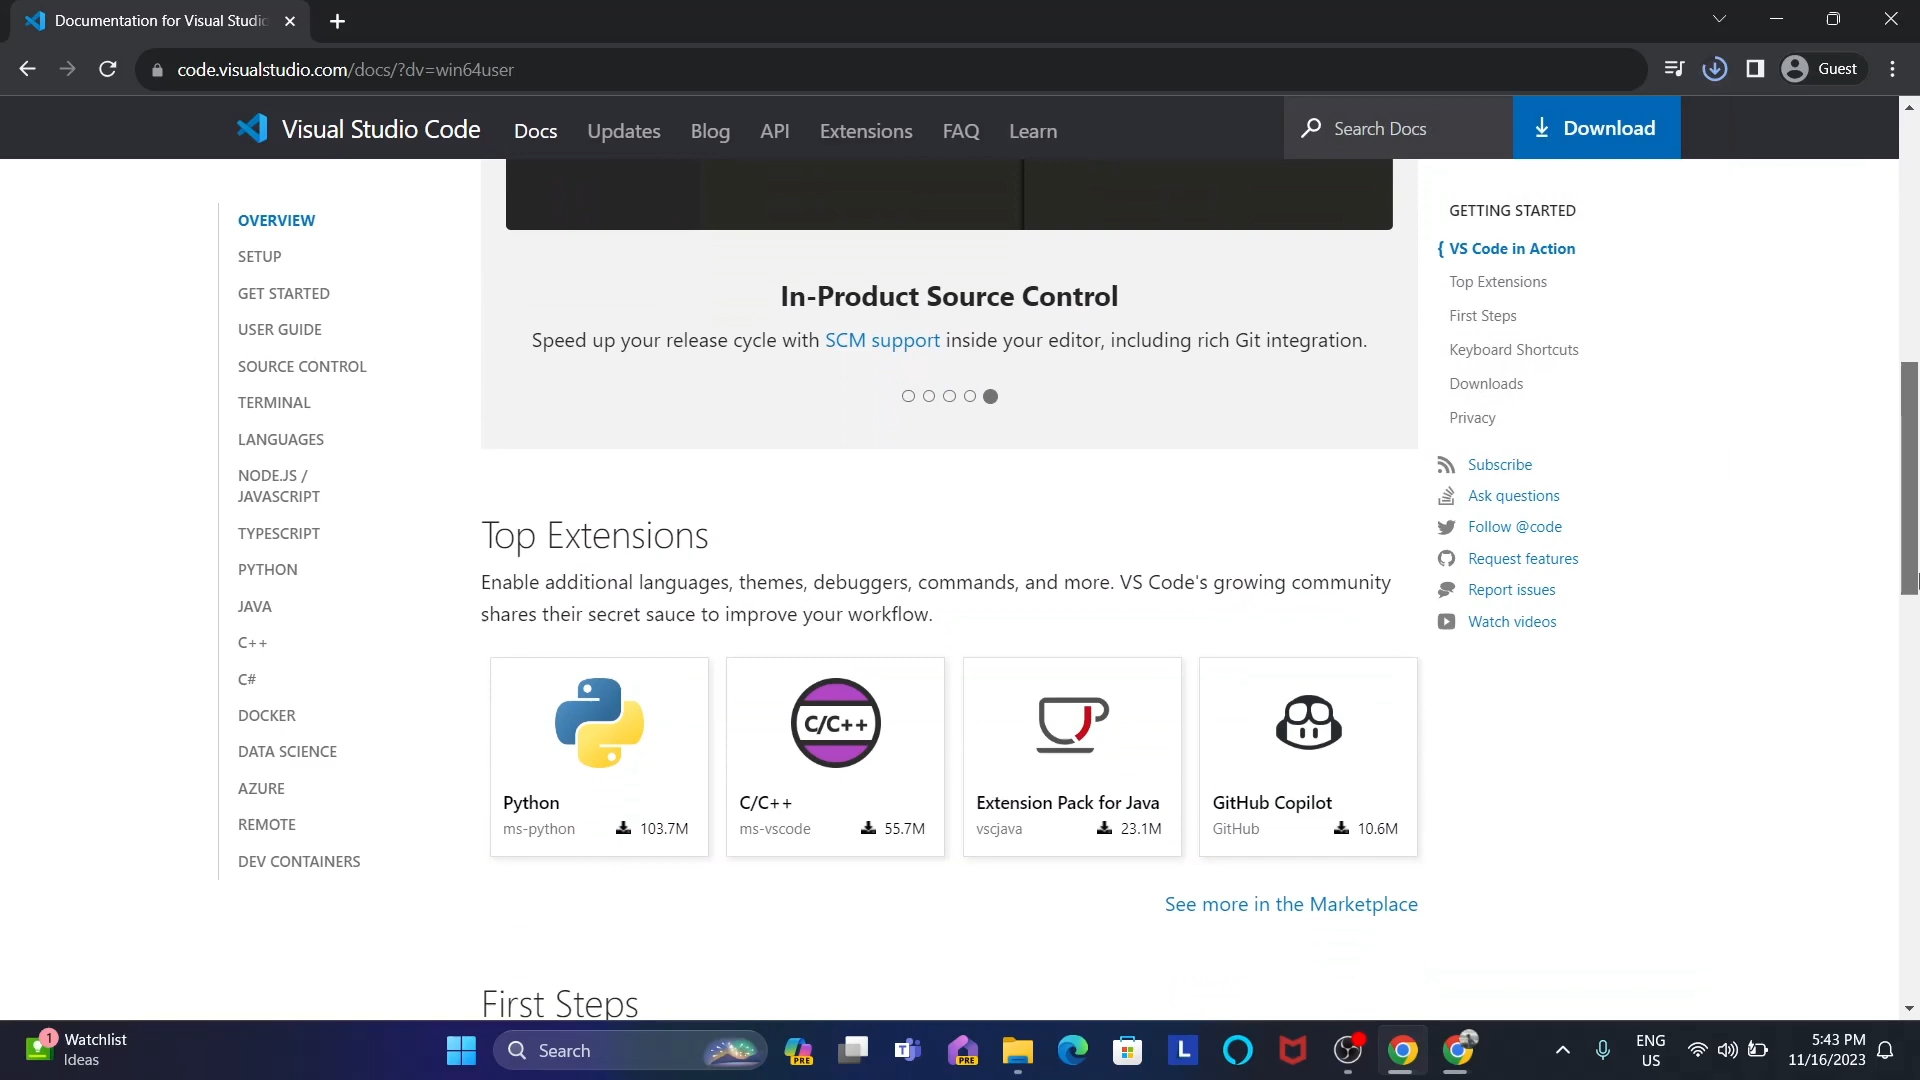 Documentation for Visual Studio
code.visualstudio.com/docs/?dv=win64user
Guest
Visual Studio Code
Docs
Updates
Blog
API
Extensions
FAQ
Learn
Search Docs
Download
OVERVIEW
SETUP
GET STARTED
USER GUIDE
SOURCE CONTROL
TERMINAL
LANGUAGES
NODE.JS /
JAVASCRIPT
TYPESCRIPT
PYTHON
JAVA
C++
C#
DOCKER
DATA SCIENCE
AZURE
REMOTE
DEV CONTAINERS
In-Product Source Control
Speed up your release cycle with SCM support inside your editor, including rich Git integration.
Top Extensions
Enable additional languages, themes, debuggers, commands, and more. VS Code's growing community
shares their secret sauce to improve your workflow.
Python
ms-python 103.7M
C/C++
C/C++
ms-vscode 55.7M
Extension Pack for Java
vscjava 23.1M
GitHub Copilot
GitHub 10.6M
See more in the Marketplace
First Steps
GETTING STARTED
{ VS Code in Action
Top Extensions
First Steps
Keyboard Shortcuts
Downloads
Privacy
Subscribe
Ask questions
Follow @code
Request features
Report issues
Watch videos
1
Watchlist
Ideas
Search
PRE
T
PRE
L
ENG
US
5:43 PM
11/16/2023